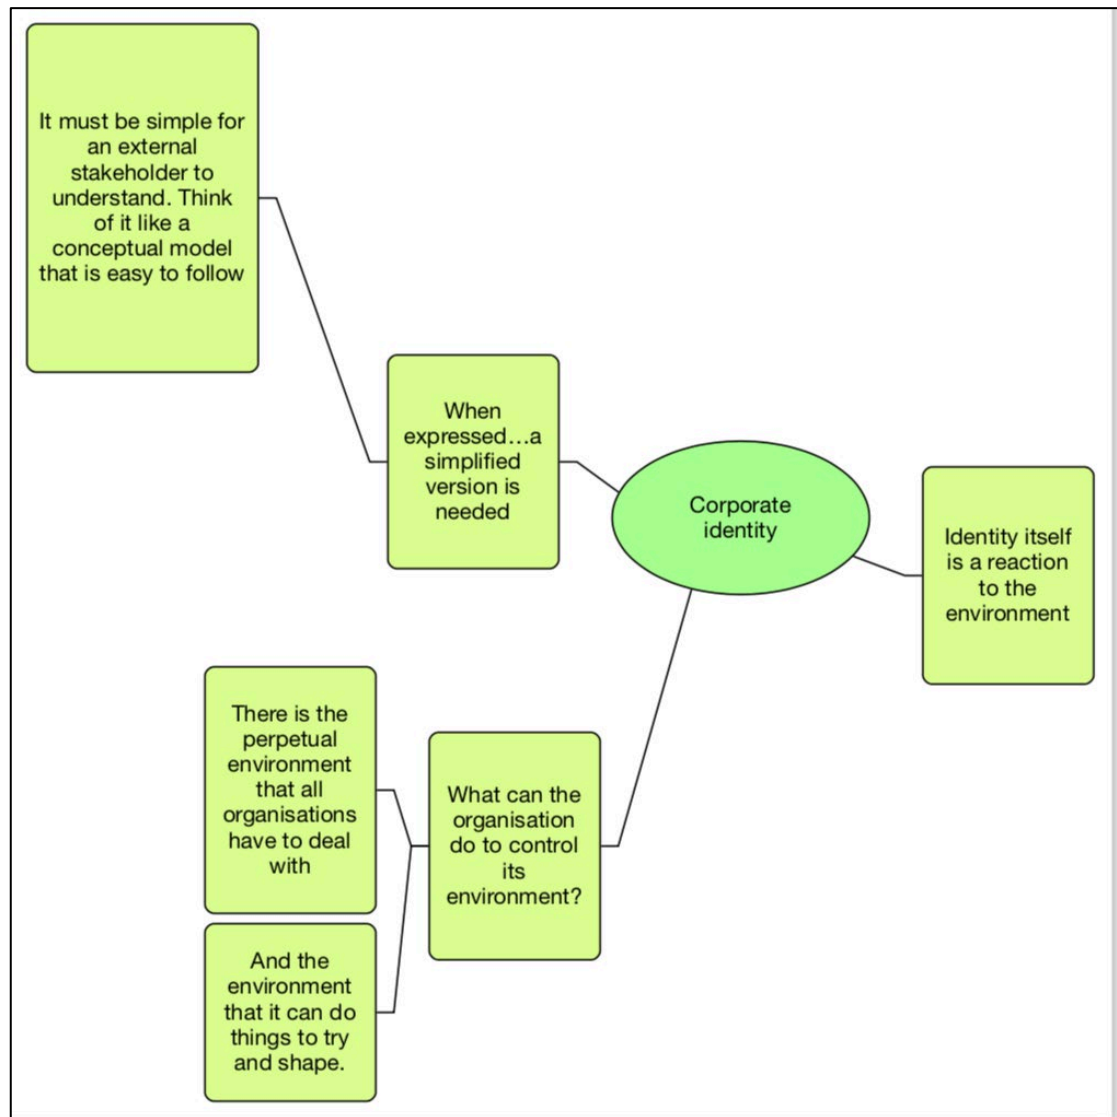 It must be simple for
an external
stakeholder to
understand. Think
of it like a
conceptual model
that is easy to follow
When
expressed...a
simplified
version is
needed
Corporate
identity
Identity itself
is a reaction
to the
environment
There is the
perpetual
environment
that all
organisations
have to deal
with
What can the
organisation
do to control
its
environment?
And the
environment
that it can do
things to try
and shape.